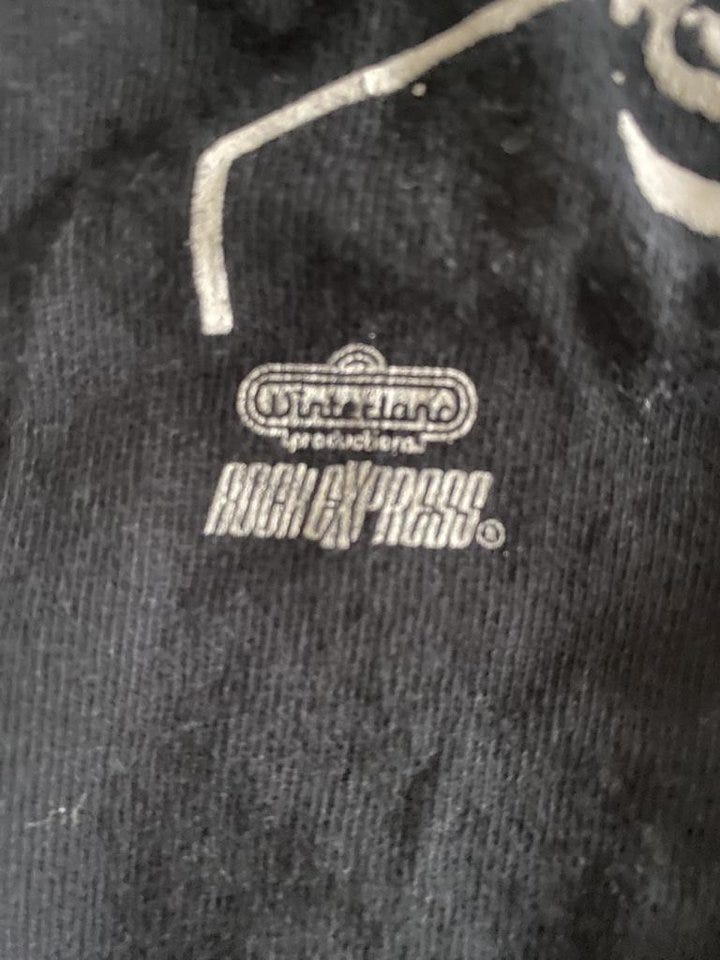 Winterland
productions
ROCK EXPRESS®